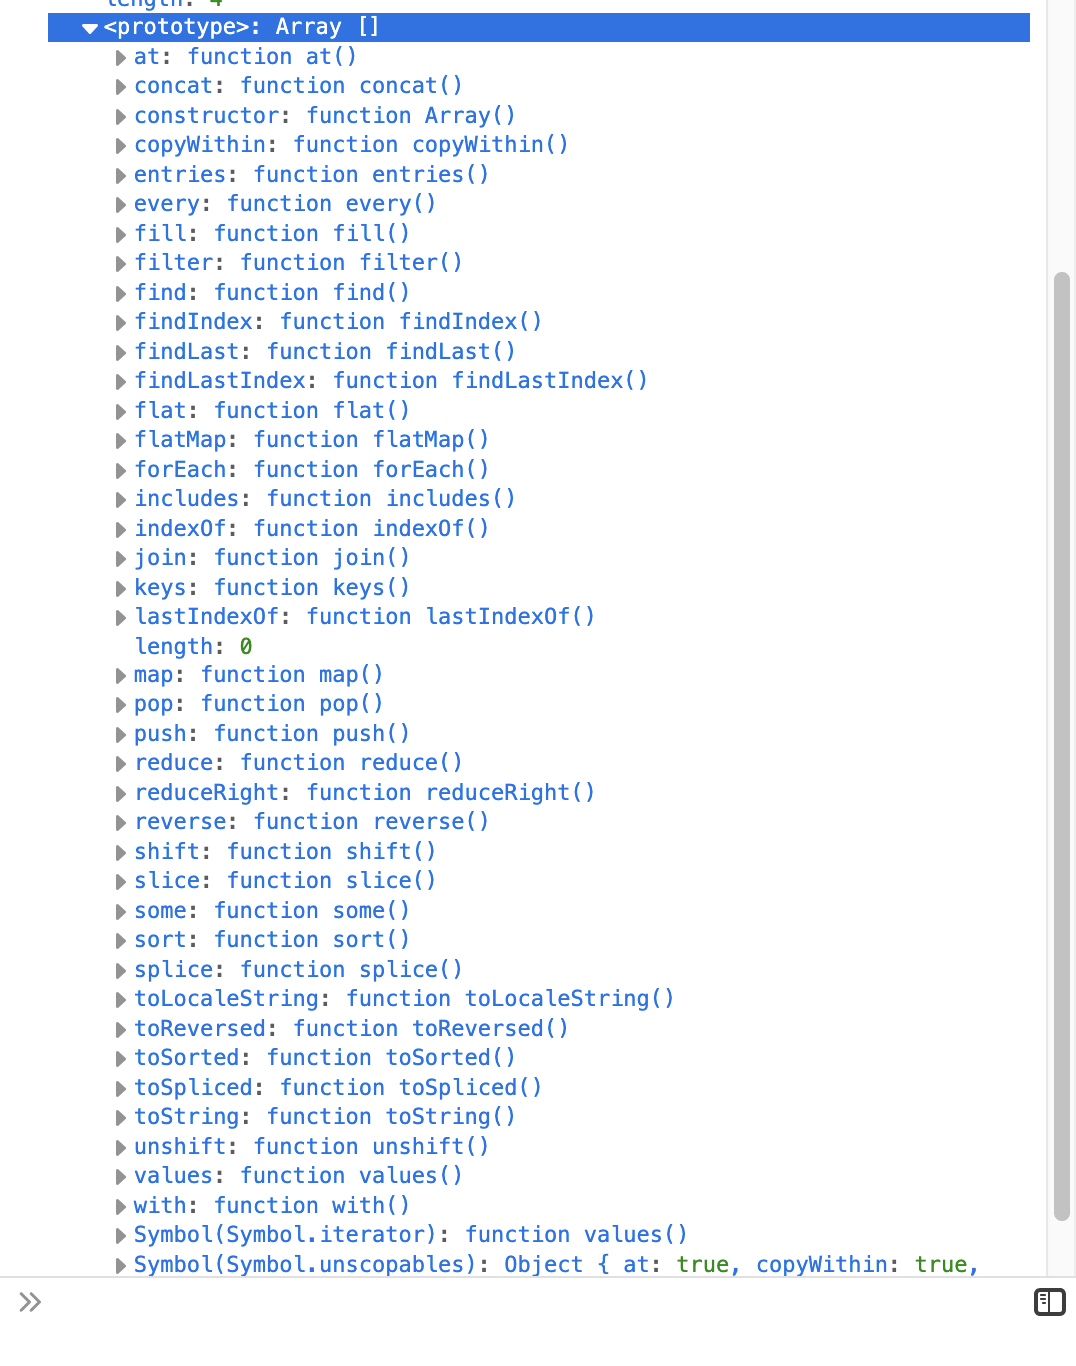 length: 4
<prototype>: Array []
at: function at()
concat: function concat()
constructor: function Array()
copyWithin: function copyWithin()
entries: function entries()
every: function every()
fill: function fill()
filter: function filter()
find: function find()
findIndex: function findIndex()
findLast: function findLast()
findLastIndex: function findLastIndex()
flat: function flat()
flatMap: function flatMap()
forEach: function forEach()
includes: function includes()
indexOf: function indexOf()
join: function join()
keys: function keys()
lastIndexOf: function lastIndexOf()
length: 0
map: function map()
pop: function pop()
push: function push()
reduce: function reduce()
reduceRight: function reduceRight()
reverse: function reverse()
shift: function shift()
slice: function slice()
some: function some()
sort: function sort()
splice: function splice()
toLocaleString: function toLocaleString()
toReversed: function toReversed()
toSorted: function toSorted()
toSpliced: function toSpliced()
toString: function toString()
unshift: function unshift()
values: function values()
with: function with()
Symbol(Symbol.iterator): function values()
Symbol(Symbol.unscopables): Object { at: true, copyWithin: true,